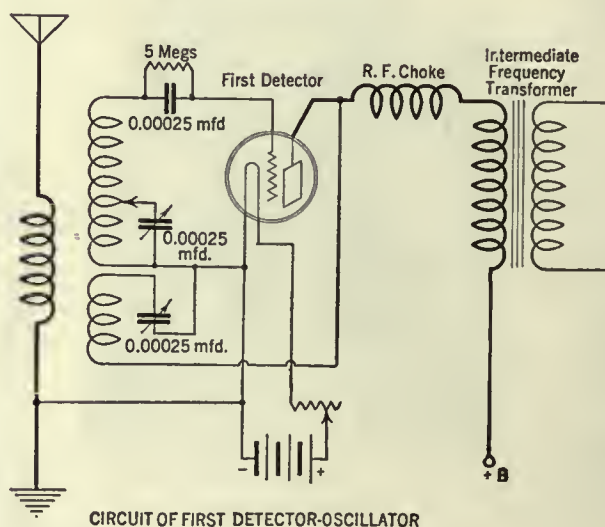 5 Megs
First Detector
R. F. Choke
Intermediate
Frequency
Transformer
0.00025 mfd
0.00025
mfd.
0.00025 mfd.
- +
+ B
CIRCUIT OF FIRST DETECTOR-OSCILLATOR